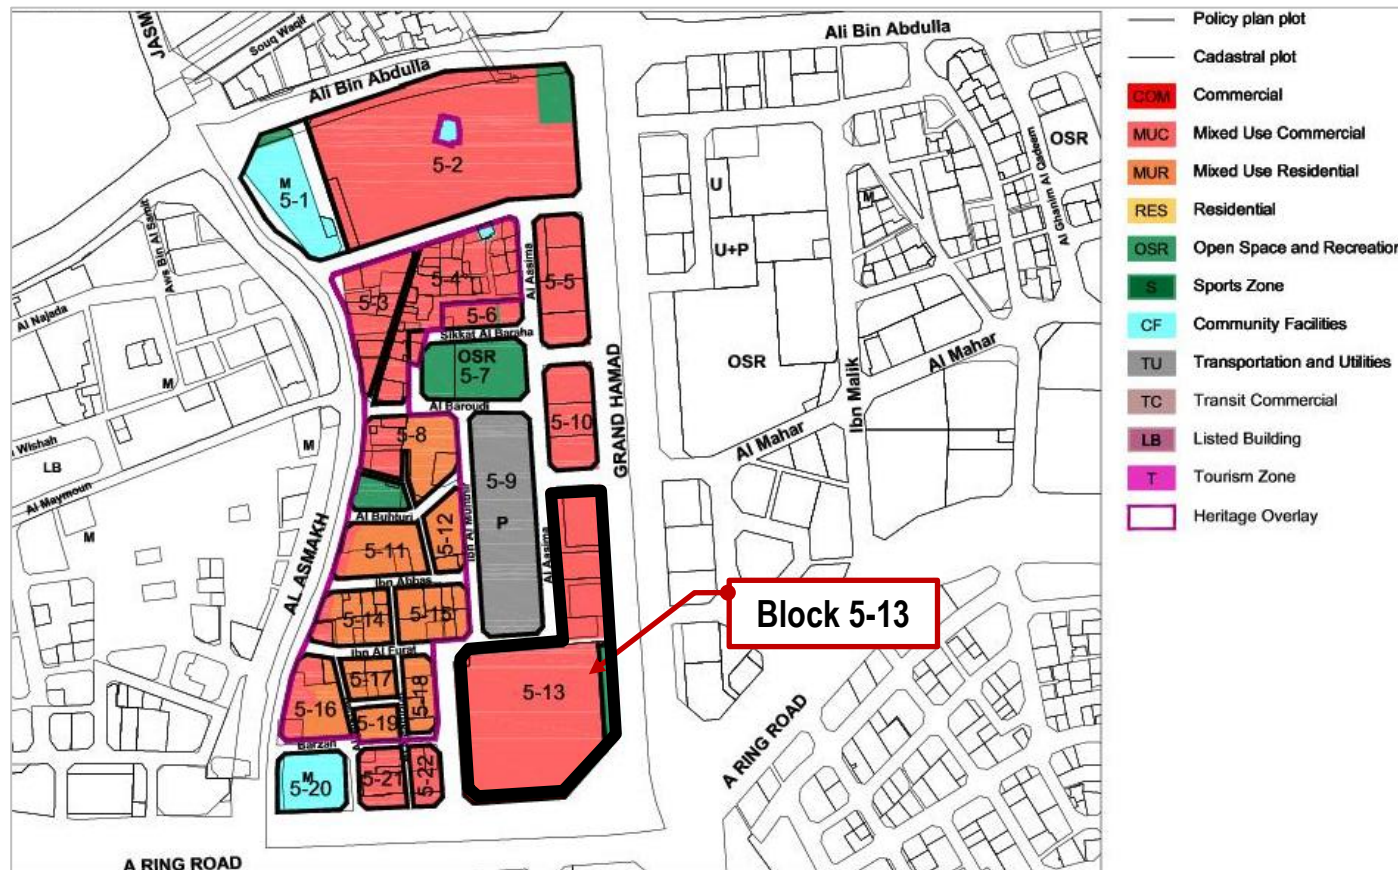 JASM
Souq Waqif
Ali Bin Abdulla
Ali Bin Abdulla
5-2
M
5-1
OSR
Al Ghanim Al Qadeem
U
M
U+P
Al Najada
5-3
5-4
Al Aasima
5-5
5-6
Sikkat Al Baraha
OSR
5-7
OSR
GRAND HAMAD
Ibn Malik
Al Mahar
M
Al Baroudi
5-8
5-10
Al Mahar
Wishah
M
LB
Al Maymoun
M
5-9
P
Ibn Al Munthir
Al Buhturi
5-12
5-11
Al Aasima
Ibn Abbas
AL ASMAKH
5-14
5-15
Block 5-13
Ibn Al Furat
5-17
5-18
5-13
5-16
5-19
Barzan
M
5-20
5-21
5-22
A RING ROAD
A RING ROAD
Policy plan plot
Cadastral plot
COM Commercial
MUC Mixed Use Commercial
MUR Mixed Use Residential
RES Residential
OSR Open Space and Recreation
S Sports Zone
CF Community Facilities
TU Transportation and Utilities
TC Transit Commercial
LB Listed Building
T Tourism Zone
Heritage Overlay